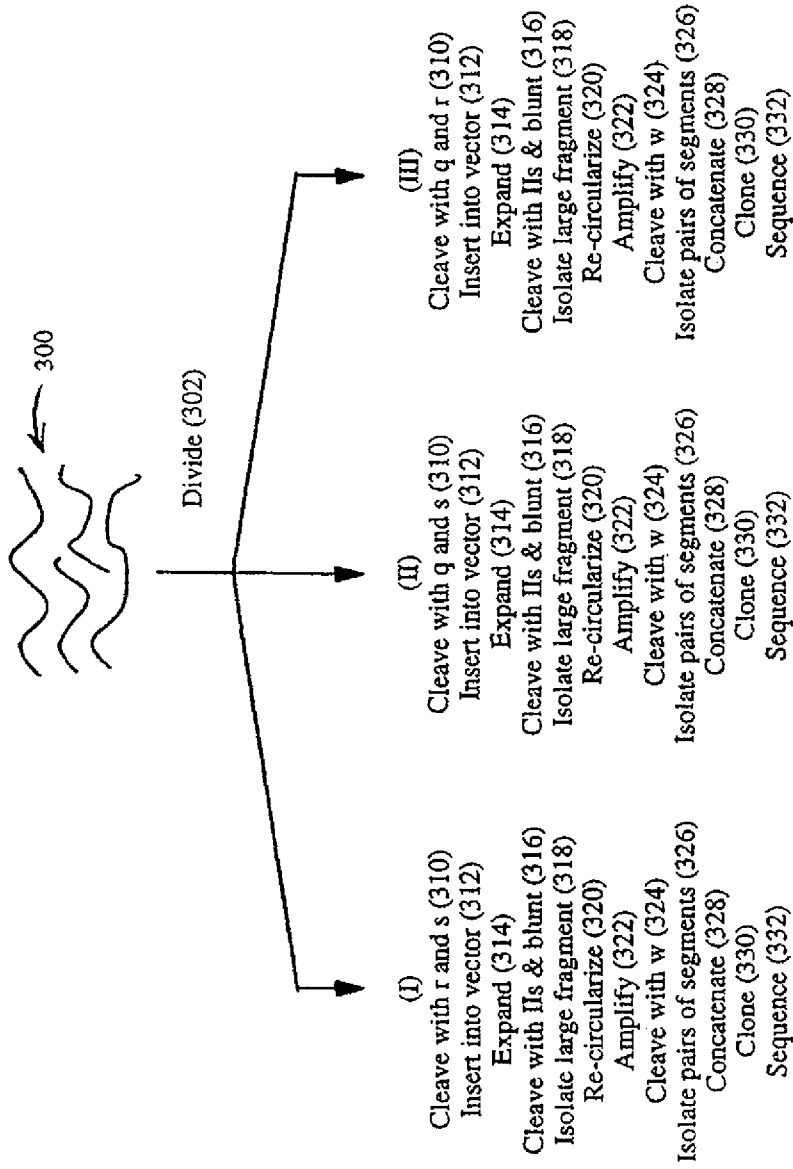 300
Divide (302)
(I)
Cleave with r and s (310)
Insert into vector (312)
Expand (314)
Cleave with IIs & blunt (316)
Isolate large fragment (318)
Re-circularize (320)
Amplify (322)
Cleave with w (324)
Isolate pairs of segments (326)
Concatenate (328)
Clone (330)
Sequence (332)
(II)
Cleave with q and s (310)
Insert into vector (312)
Expand (314)
Cleave with IIs & blunt (316)
Isolate large fragment (318)
Re-circularize (320)
Amplify (322)
Cleave with w (324)
Isolate pairs of segments (326)
Concatenate (328)
Clone (330)
Sequence (332)
(III)
Cleave with q and r (310)
Insert into vector (312)
Expand (314)
Cleave with IIs & blunt (316)
Isolate large fragment (318)
Re-circularize (320)
Amplify (322)
Cleave with w (324)
Isolate pairs of segments (326)
Concatenate (328)
Clone (330)
Sequence (332)